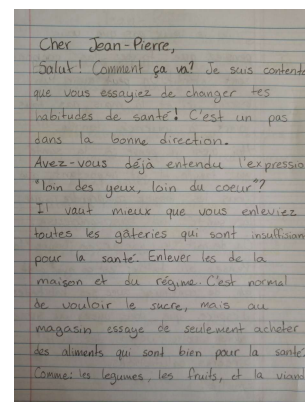 Cher Jean-Pierre,
Salut! Comment ça va? Je suis contente
que vous essayiez de changer tes
habitudes de santé! C'est un pas
dans la bonne direction.
Avez-vous déjà entendu l'expressio
"loin des yeux, loin du coeur"?
Il vaut mieux que vous enleviez
toutes les gâteries qui sont insuffisan
pour la santé. Enlever les de la
maison et du régime. C'est normal
de vouloir le sucre, mais au
magasin essaye de seulement acheter
des aliments qui sont bien pour la santé.
Comme: les legumes, les fruits, et la viand